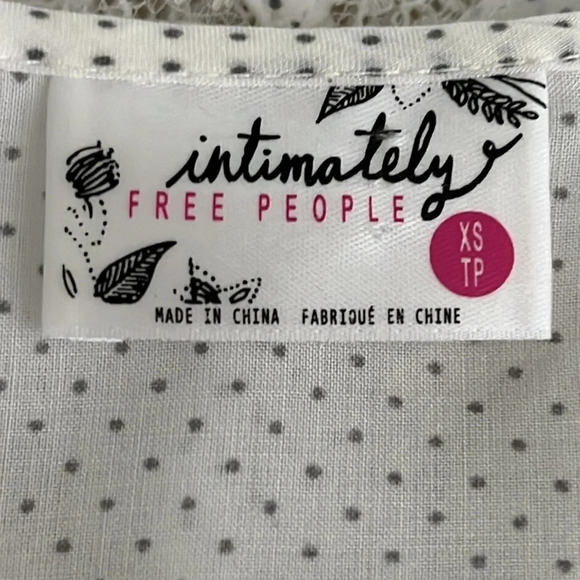 intimately
FREE PEOPLE
XS
TP
MADE IN CHINA FABRIQUÉ EN CHINE